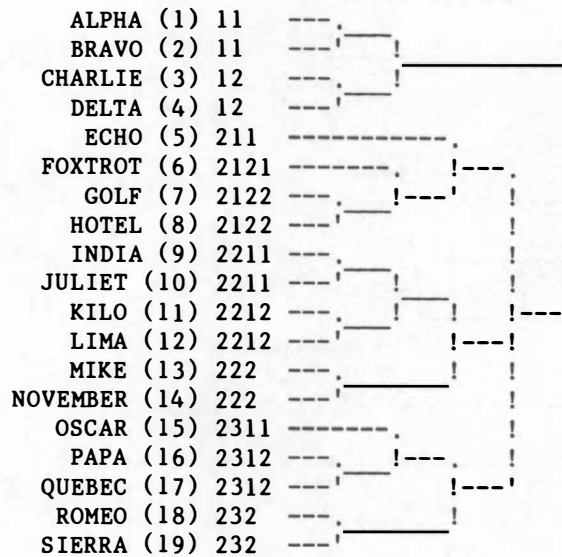 ALPHA (1) 11
BRAVO (2) 11
CHARLIE (3) 12
DELTA (4) 12
ECHO (5) 211
FOXTROT (6) 2121
GOLF (7) 2122
HOTEL (8) 2122
INDIA (9) 2211
JULIET (10) 2211
KILO (11) 2212
LIMA (12) 2212
MIKE (13) 222
NOVEMBER (14) 222
OSCAR (15) 2311
PAPA (16) 2312
QUEBEC (17) 2312
ROMEO (18) 232
SIERRA (19) 232